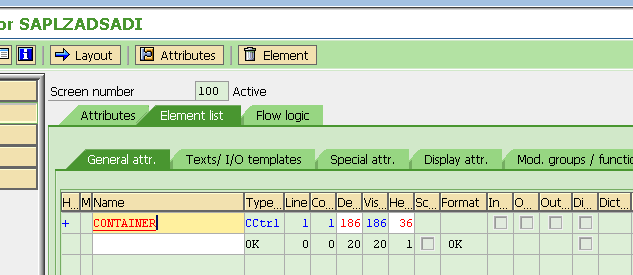 or SAPLZADSADI
Layout Attributes Element
Screen number 100 Active
Attributes Element list Flow logic
General attr. Texts/ I/O templates Special attr. Display attr. Mod. groups / functio
H... M Name Type... Line Co... De... Vis... He... Sc... Format In... O... Out... Di... Dict...
+ CONTAINER CCtrl 1 1 186 186 36
OK 0 0 20 20 1 OK